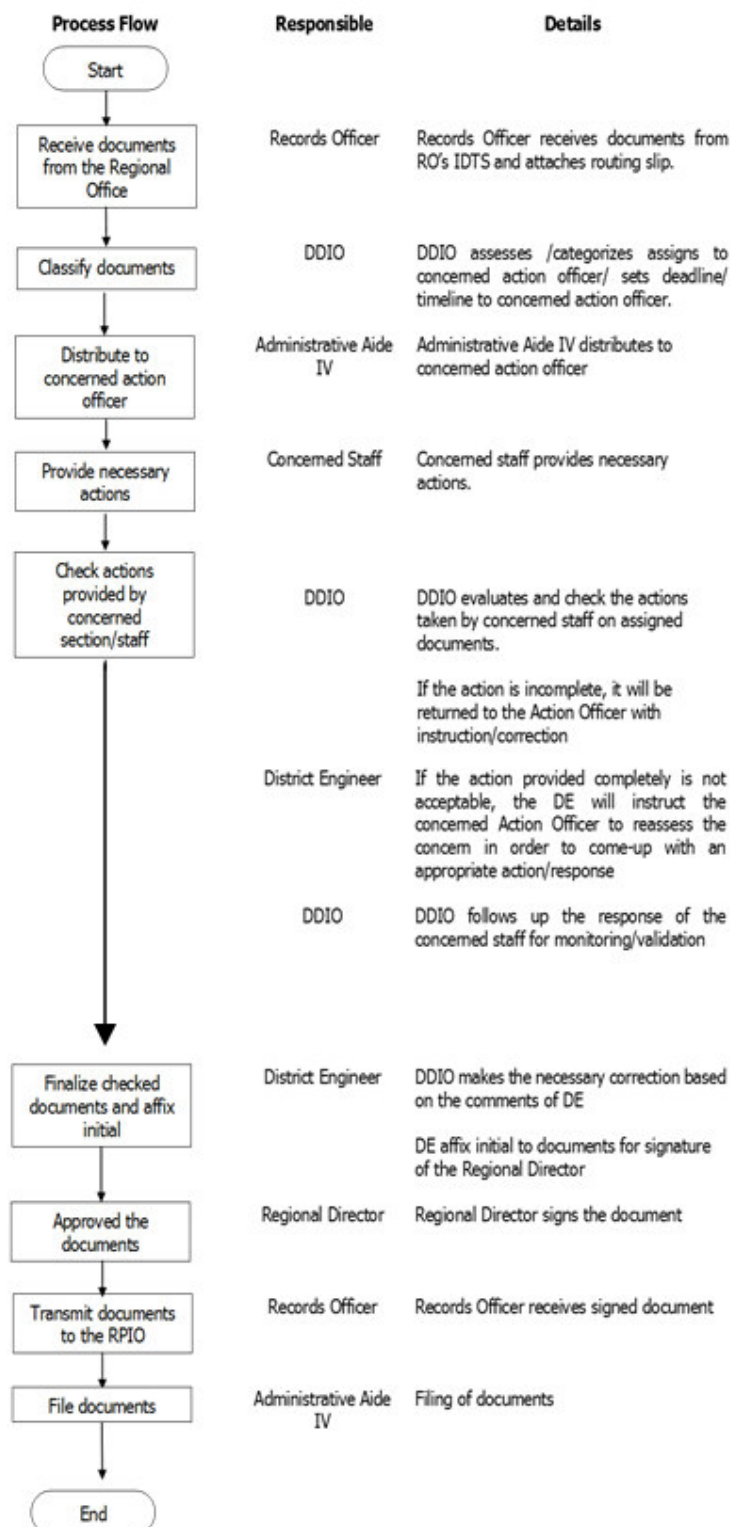 Process Flow Responsible Details
Start
Receive documents
from the Regional
Office
Records Officer
Records Officer receives documents from
RO's IDTS and attaches routing slip.
Classify documents
DDIO
DDIO assesses /categorizes assigns to
concerned action officer/ sets deadline/
timeline to concerned action officer.
Distribute to
concerned action
officer
Administrative Aide
IV
Administrative Aide IV distributes to
concerned action officer
Provide necessary
actions
Concerned Staff
Concerned staff provides necessary
actions.
Check actions
provided by
concerned
section/staff
DDIO
DDIO evaluates and check the actions
taken by concerned staff on assigned
documents.
If the action is incomplete, it will be
returned to the Action Officer with
instruction/correction
District Engineer
If the action provided completely is not
acceptable, the DE will instruct the
concerned Action Officer to reassess the
concern in order to come-up with an
appropriate action/response
DDIO
DDIO follows up the response of the
concerned staff for monitoring/validation
Finalize checked
documents and affix
initial
District Engineer
DDIO makes the necessary correction based
on the comments of DE
DE affix initial to documents for signature
of the Regional Director
Approved the
documents
Regional Director
Regional Director signs the document
Transmit documents
to the RPIO
Records Officer
Records Officer receives signed document
File documents
Administrative Aide
IV
Filing of documents
End